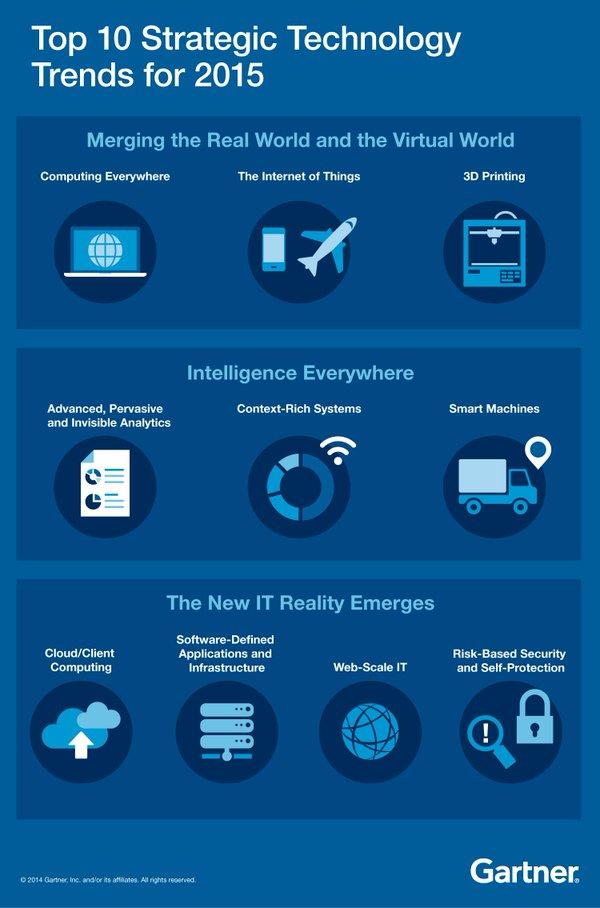 Top 10 Strategic Technology
Trends for 2015
Merging the Real World and the Virtual World
Computing Everywhere
The Internet of Things
3D Printing
Intelligence Everywhere
Advanced, Pervasive
and Invisible Analytics
Context-Rich Systems
Smart Machines
The New IT Reality Emerges
Cloud/Client
Computing
Software-Defined
Applications and
Infrastructure
Web-Scale IT
Risk-Based Security
and Self-Protection
!
© 2014 Gartner, Inc. and/or its affiliates. All rights reserved.
Gartner®